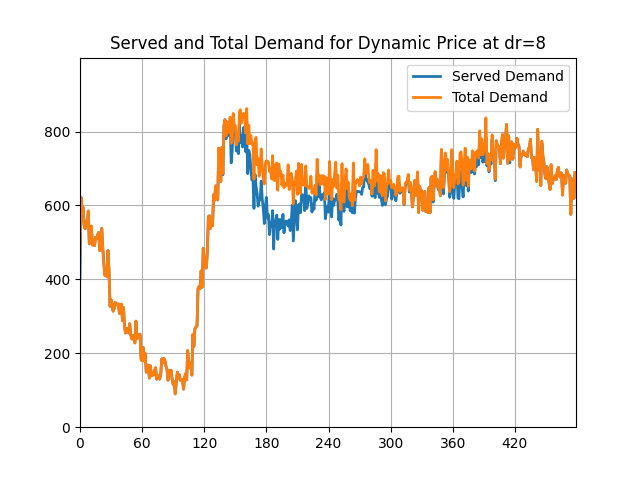 Served and Total Demand for Dynamic Price at dr=8
Served Demand
Total Demand
800
600
400
200
0
0 60 120 180 240 300 360 420